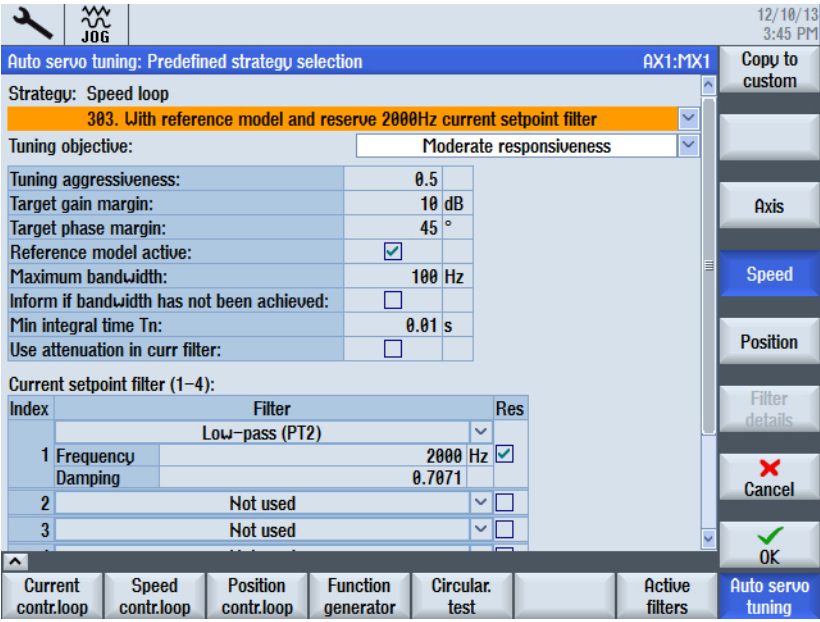 JOG
12/10/13
3:45 PM
Auto servo tuning: Predefined strategy selection AX1:MX1
Strategy: Speed loop
303. With reference model and reserve 2000Hz current setpoint filter
Tuning objective: Moderate responsiveness
Tuning aggressiveness: 0.5
Target gain margin: 10 dB
Target phase margin: 45 °
Reference model active:
Maximum bandwidth: 100 Hz
Inform if bandwidth has not been achieved:
Min integral time Tn: 0.01 s
Use attenuation in curr filter:
Current setpoint filter (1-4):
Index Filter Res
Low-pass (PT2)
1 Frequency 2000 Hz
Damping 0.7071
2 Not used
3 Not used
Copy to
custom
Axis
Speed
Position
Filter
details
Cancel
OK
Current
contr.loop
Speed
contr.loop
Position
contr.loop
Function
generator
Circular.
test
Active
filters
Auto servo
tuning